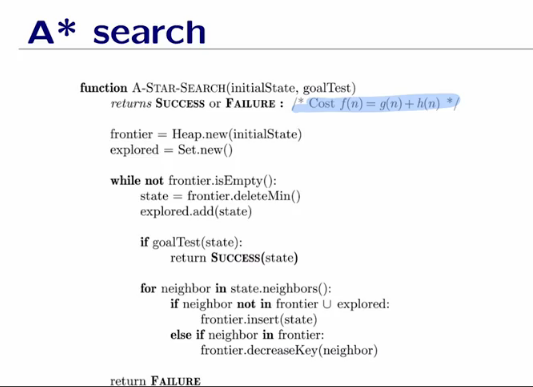 A* search
function A-STAR-SEARCH(initialState, goalTest)
returns SUCCESS or FAILURE : /* Cost f(n) = g(n) + h(n) */
frontier = Heap.new(initialState)
explored = Set.new()
while not frontier.isEmpty():
state = frontier.deleteMin()
explored.add(state)
if goalTest(state):
return SUCCESS(state)
for neighbor in state.neighbors():
if neighbor not in frontier ∪ explored:
frontier.insert(state)
else if neighbor in frontier:
frontier.decreaseKey(neighbor)
return FAILURE